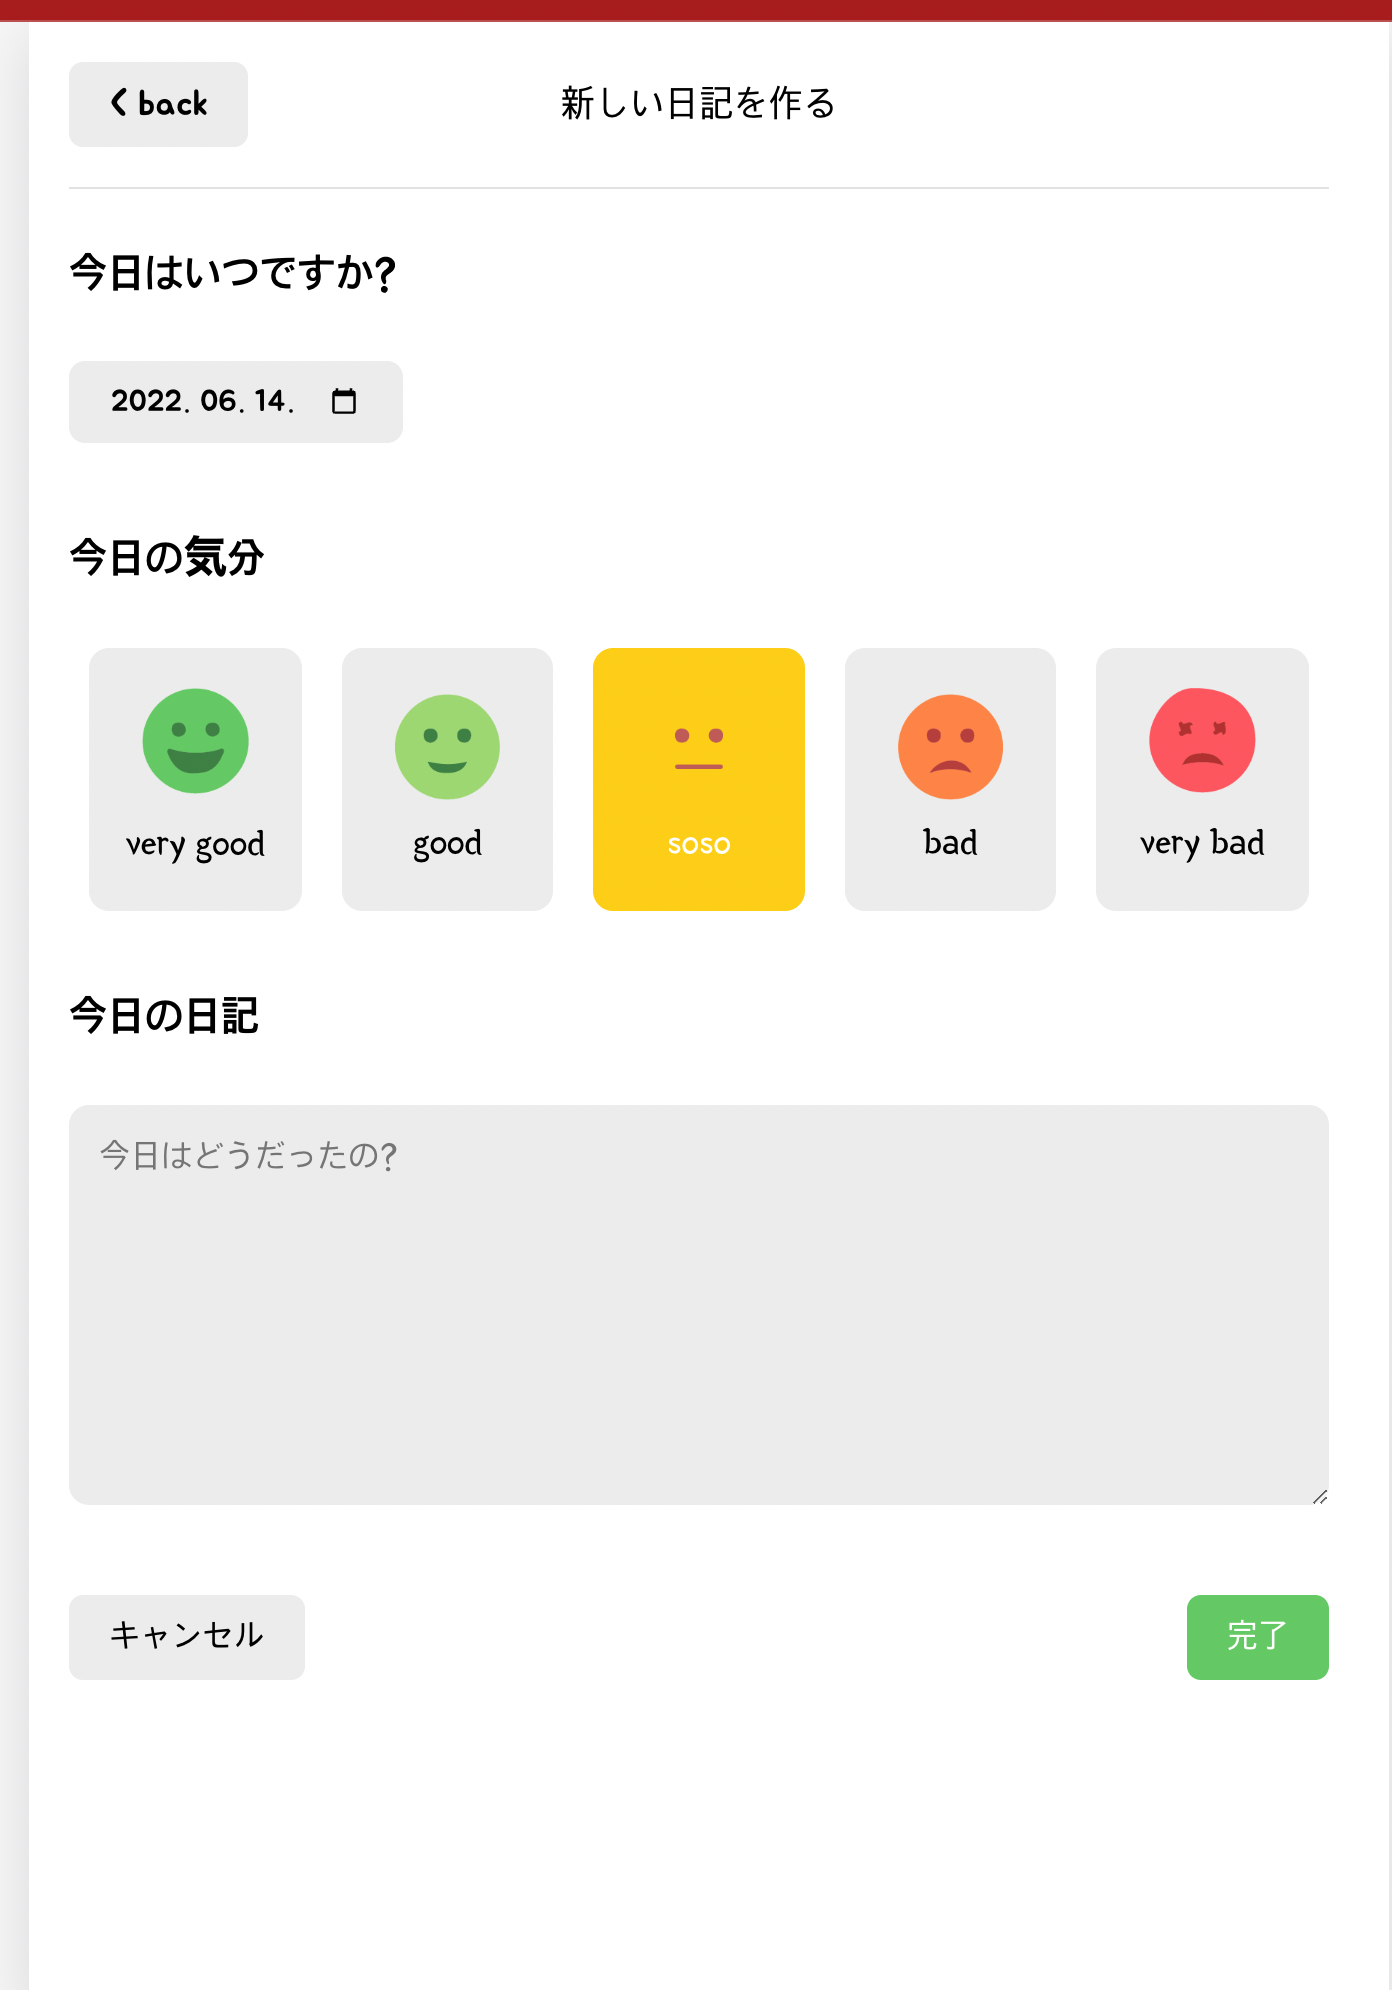 back
新しい日記を作る
今日はいつですか?
2022. 06. 14.
今日の気分
very good
good
soso
bad
very bad
今日の日記
今日はどうだったの?
キャンセル
完了